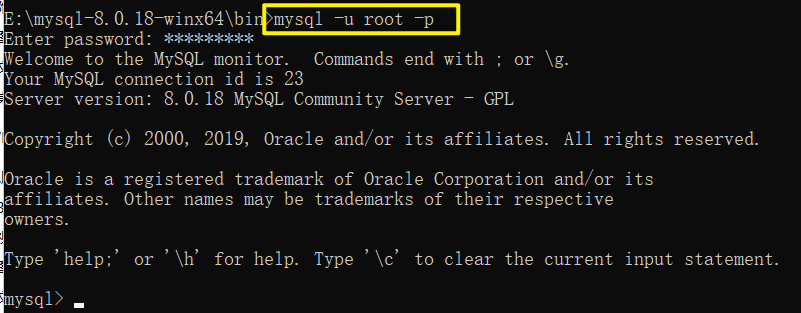 E:\mysql-8.0.18-winx64\bin>mysql -u root -p
Enter password: *********
Welcome to the MySQL monitor.  Commands end with ; or \g.
Your MySQL connection id is 23
Server version: 8.0.18 MySQL Community Server - GPL
Copyright (c) 2000, 2019, Oracle and/or its affiliates. All rights reserved.
Oracle is a registered trademark of Oracle Corporation and/or its
affiliates. Other names may be trademarks of their respective
owners.
Type 'help;' or '\h' for help. Type '\c' to clear the current input statement.
mysql>